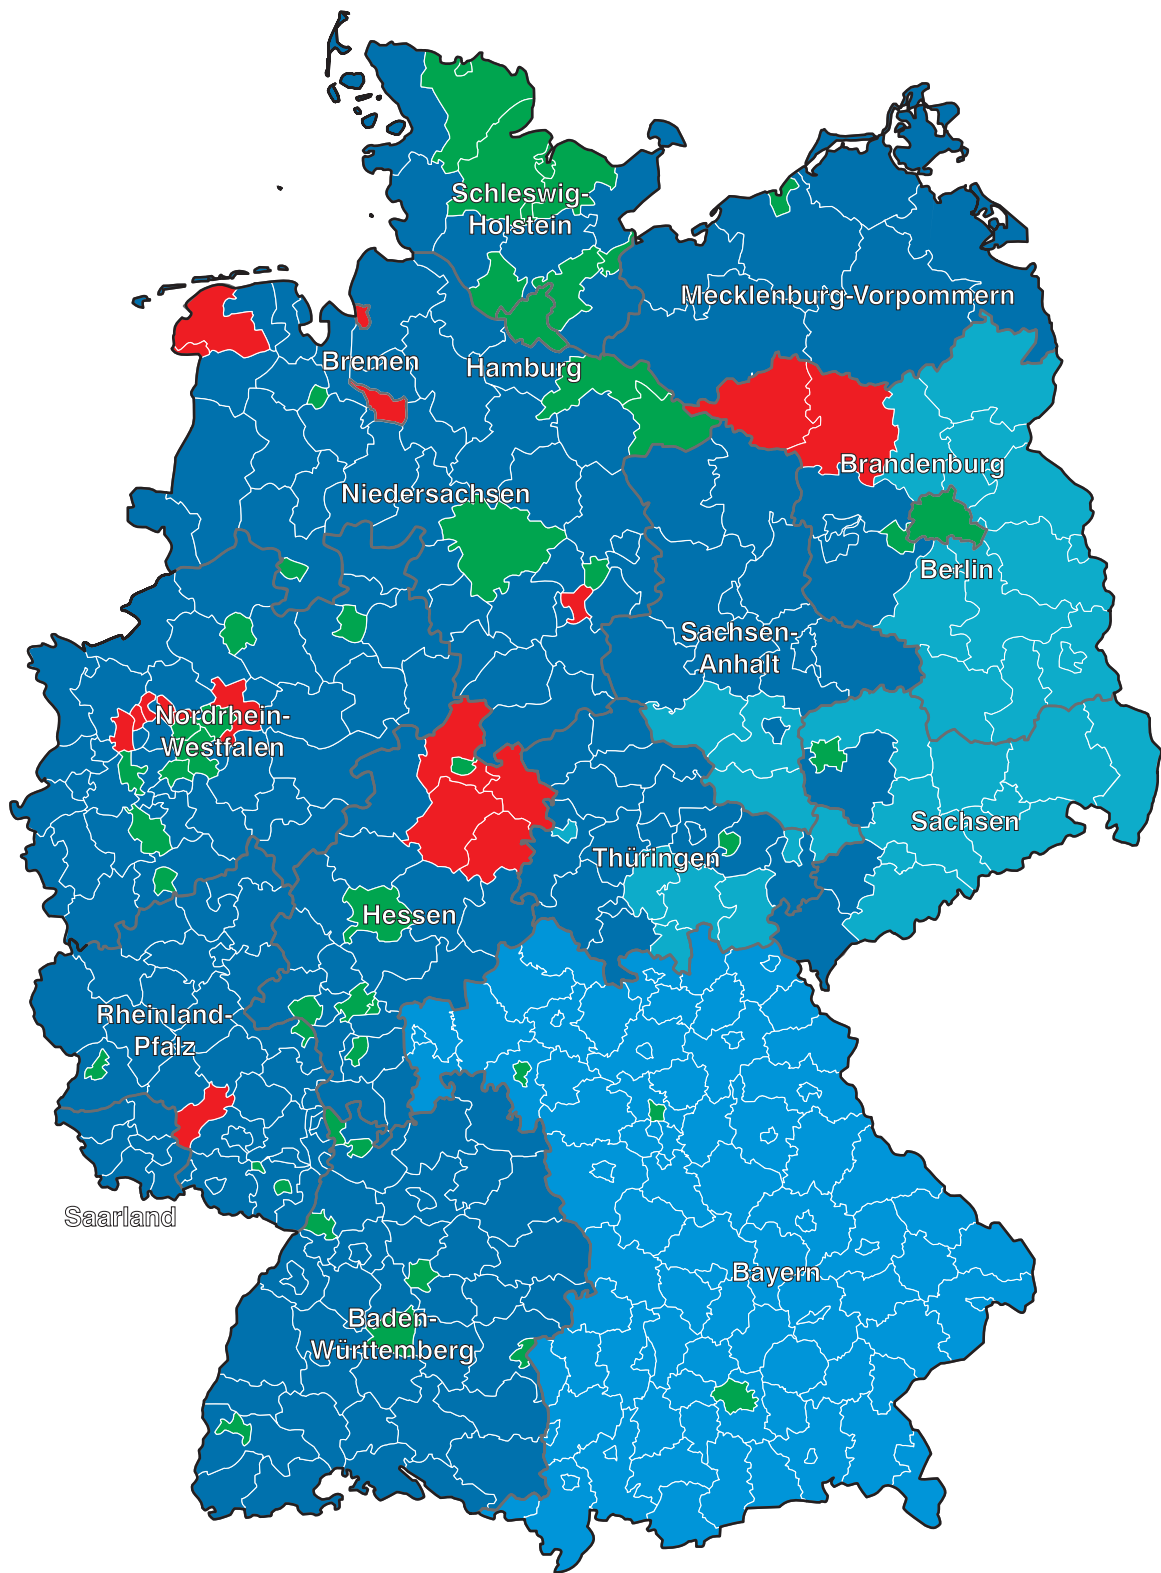 Schleswig-
Holstein
Mecklenburg-Vorpommern
Bremen
Hamburg
Brandenburg
Niedersachsen
Berlin
Sachsen-
Anhalt
Nordrhein-
Westfalen
Sachsen
Thüringen
Hessen
Rheinland-
Pfalz
Saarland
Bayern
Baden-
Württemberg